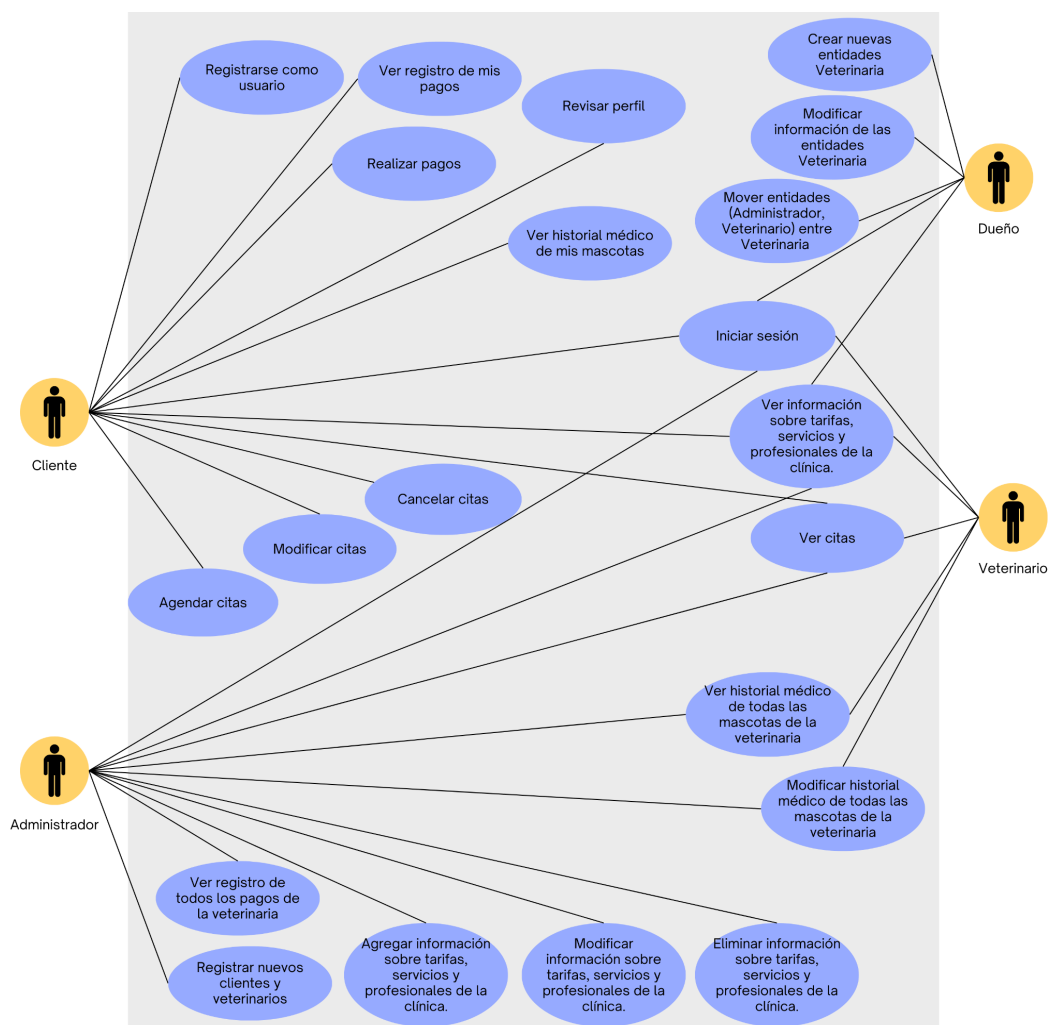 Registrarse como
usuario
Ver registro de mis
pagos
Revisar perfil
Realizar pagos
Ver historial médico
de mis mascotas
Crear nuevas
entidades
Veterinaria
Modificar
información de las
entidades
Veterinaria
Mover entidades
(Administrador,
Veterinario) entre
Veterinaria
Dueño
Iniciar sesión
Cliente
Ver información
sobre tarifas,
servicios y
profesionales de la
clínica.
Cancelar citas
Modificar citas
Agendar citas
Ver citas
Veterinario
Ver historial médico
de todas las
mascotas de la
veterinaria
Modificar historial
médico de todas las
mascotas de la
veterinaria
Administrador
Ver registro de
todos los pagos de
la veterinaria
Registrar nuevos
clientes y
veterinarios
Agregar información
sobre tarifas,
servicios y
profesionales de la
clínica.
Modificar
información sobre
tarifas, servicios y
profesionales de la
clínica.
Eliminar información
sobre tarifas,
servicios y
profesionales de la
clínica.